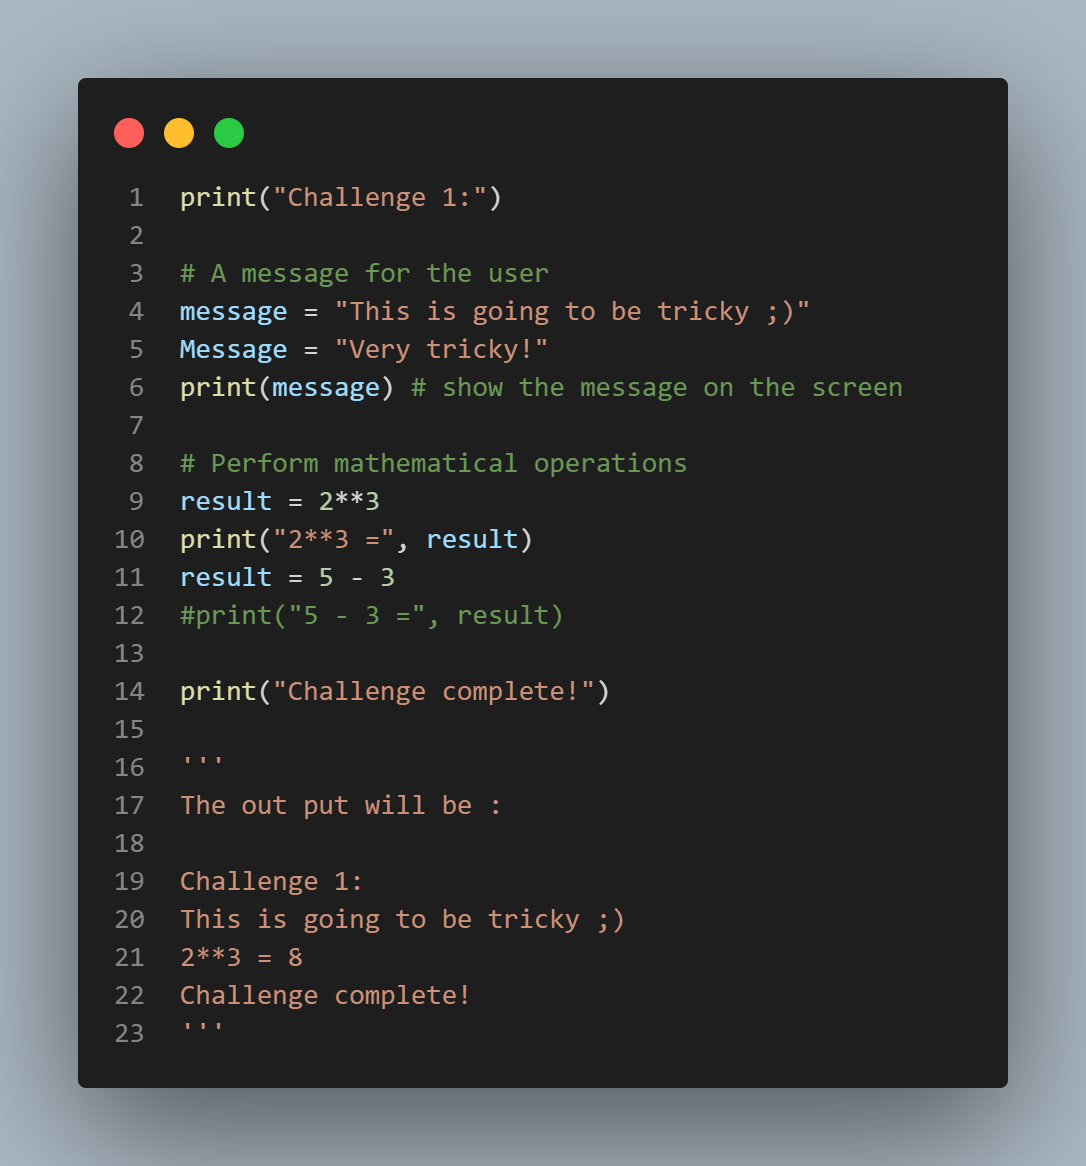 1 print("Challenge 1:")
2
3 # A message for the user
4 message = "This is going to be tricky ;)"
5 Message = "Very tricky!"
6 print(message) # show the message on the screen
7
8 # Perform mathematical operations
9 result = 2**3
10 print("2**3 =", result)
11 result = 5 - 3
12 #print("5 - 3 =", result)
13
14 print("Challenge complete!")
15
16 '''
17 The out put will be :
18
19 Challenge 1:
20 This is going to be tricky ;)
21 2**3 = 8
22 Challenge complete!
23 '''